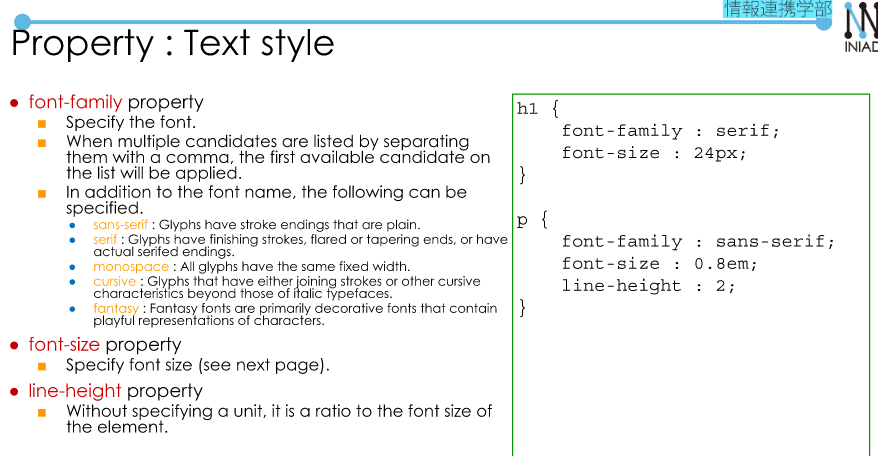 情報連携学部
INIAD
Property : Text style
● font-family property
■ Specify the font.
■ When multiple candidates are listed by separating
them with a comma, the first available candidate on
the list will be applied.
■ In addition to the font name, the following can be
specified.
● sans-serif : Glyphs have stroke endings that are plain.
● serif : Glyphs have finishing strokes, flared or tapering ends, or have
actual serifed endings.
● monospace : All glyphs have the same fixed width.
● cursive : Glyphs that have either joining strokes or other cursive
characteristics beyond those of italic typefaces.
● fantasy : Fantasy fonts are primarily decorative fonts that contain
playful representations of characters.
● font-size property
■ Specify font size (see next page).
● line-height property
■ Without specifying a unit, it is a ratio to the font size of
the element.
h1 {
font-family : serif;
font-size : 24px;
}
p {
font-family : sans-serif;
font-size : 0.8em;
line-height : 2;
}